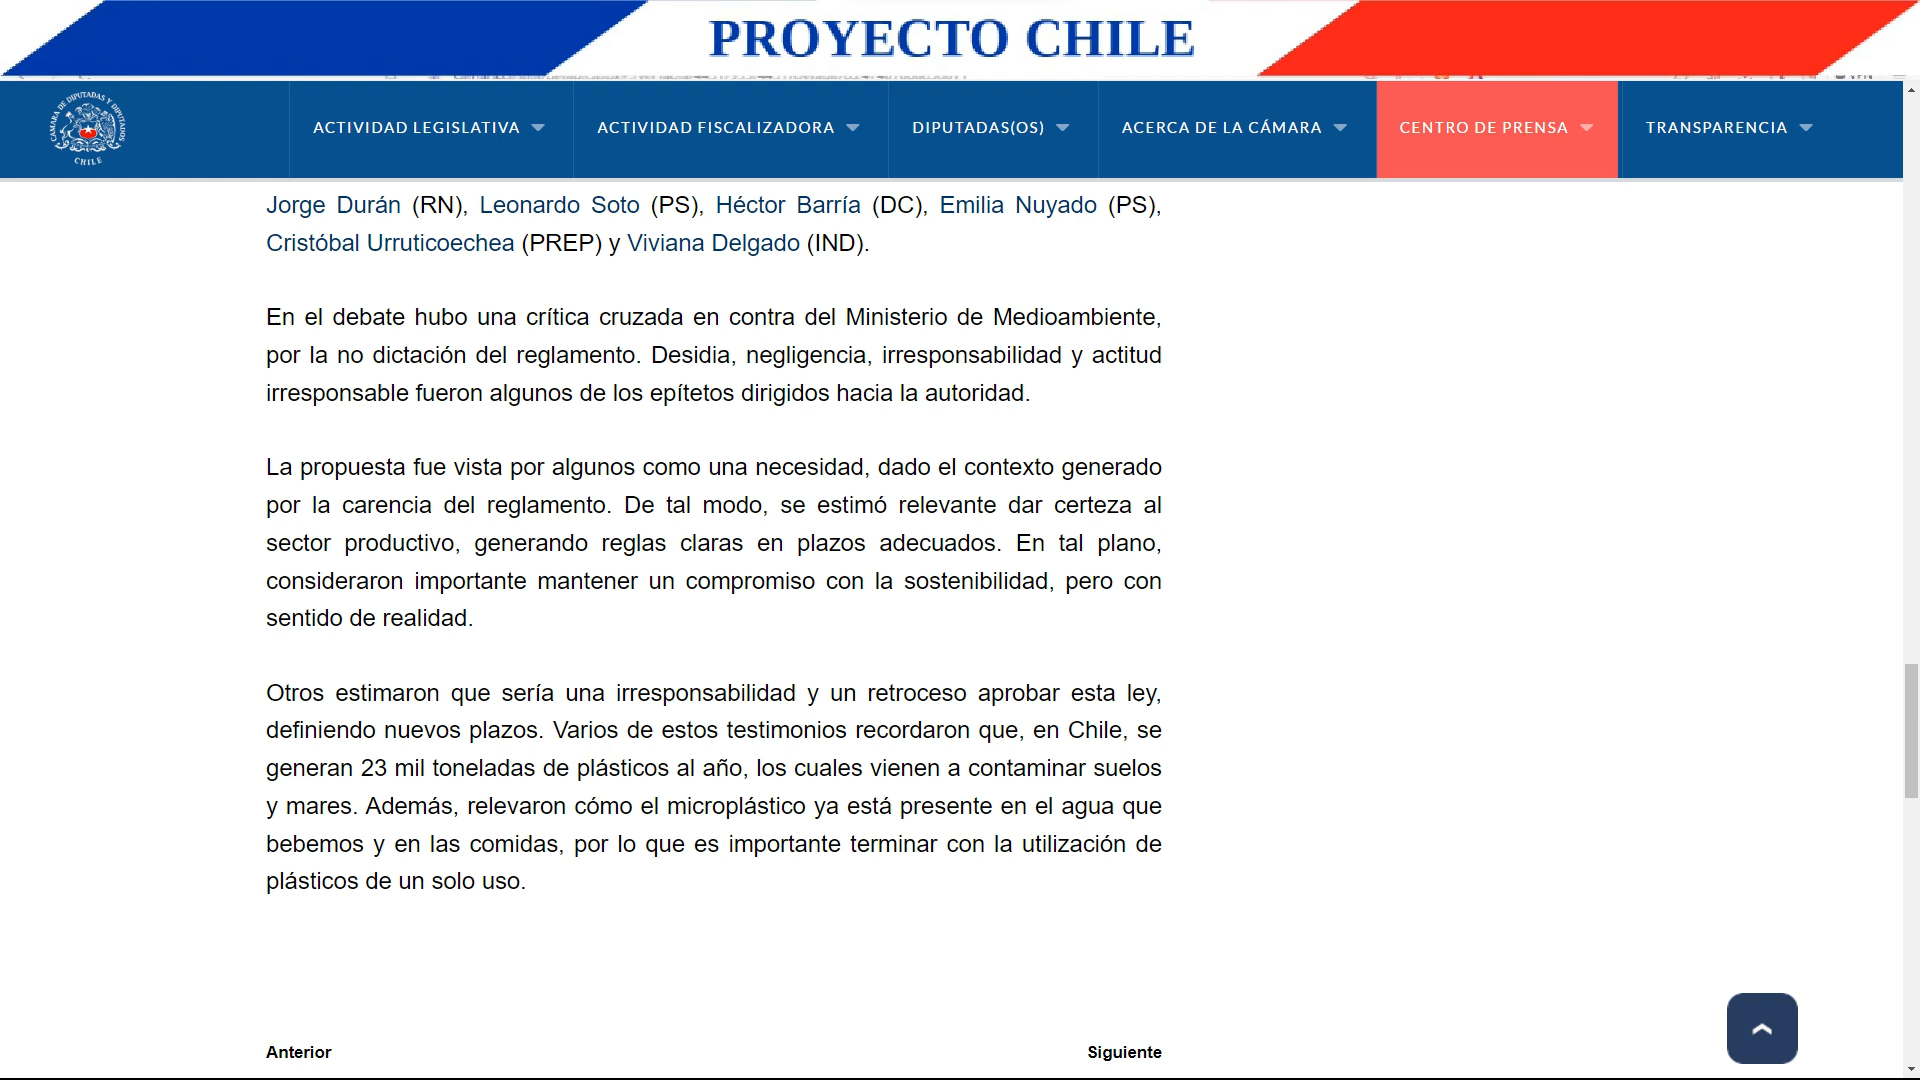 PROYECTO CHILE
CÁMARA DE DIPUTADAS Y DIPUTADOS
CHILE
ACTIVIDAD LEGISLATIVA
ACTIVIDAD FISCALIZADORA
DIPUTADAS(OS)
ACERCA DE LA CÁMARA
CENTRO DE PRENSA
TRANSPARENCIA
Jorge Durán (RN), Leonardo Soto (PS), Héctor Barría (DC), Emilia Nuyado (PS),
Cristóbal Urruticoechea (PREP) y Viviana Delgado (IND).
En el debate hubo una crítica cruzada en contra del Ministerio de Medioambiente,
por la no dictación del reglamento. Desidia, negligencia, irresponsabilidad y actitud
irresponsable fueron algunos de los epítetos dirigidos hacia la autoridad.
La propuesta fue vista por algunos como una necesidad, dado el contexto generado
por la carencia del reglamento. De tal modo, se estimó relevante dar certeza al
sector productivo, generando reglas claras en plazos adecuados. En tal plano,
consideraron importante mantener un compromiso con la sostenibilidad, pero con
sentido de realidad.
Otros estimaron que sería una irresponsabilidad y un retroceso aprobar esta ley,
definiendo nuevos plazos. Varios de estos testimonios recordaron que, en Chile, se
generan 23 mil toneladas de plásticos al año, los cuales vienen a contaminar suelos
y mares. Además, relevaron cómo el microplástico ya está presente en el agua que
bebemos y en las comidas, por lo que es importante terminar con la utilización de
plásticos de un solo uso.
Anterior
Siguiente